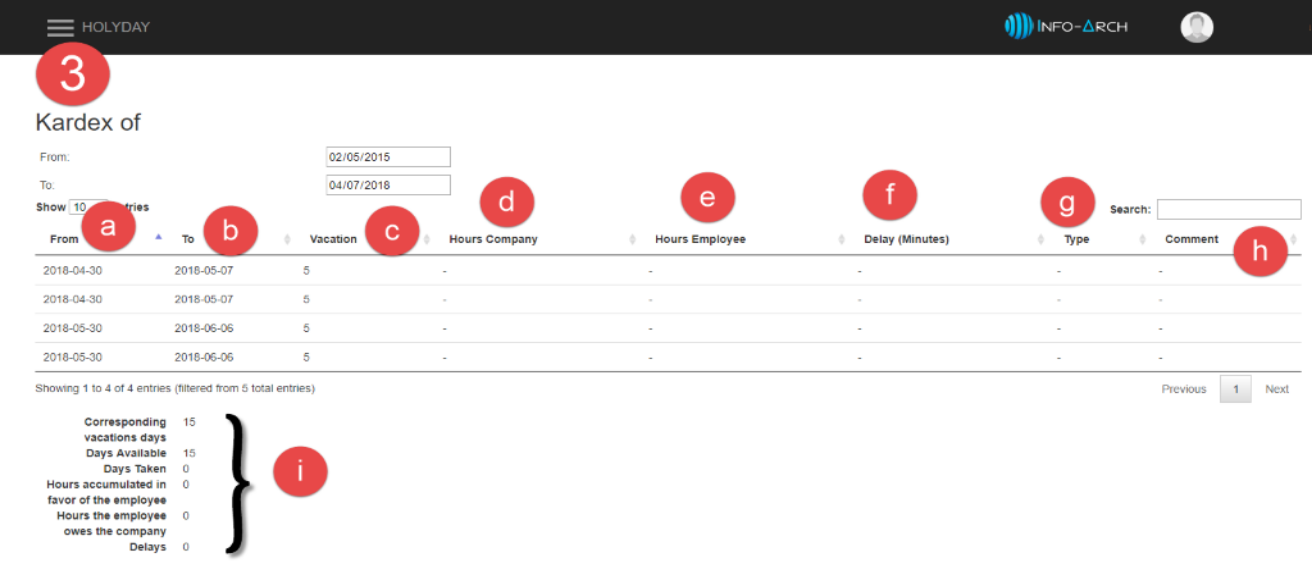 HOLYDAY
INFO-ARCH
3
Kardex of
From: 02/05/2015
To: 04/07/2018
d e f g
Show 10 entries Search:
a b c h
From To Vacation Hours Company Hours Employee Delay (Minutes) Type Comment
2018-04-30 2018-05-07 5 - - - - -
2018-04-30 2018-05-07 5 - - - - -
2018-05-30 2018-06-06 5 - - - - -
2018-05-30 2018-06-06 5 - - - - -
Showing 1 to 4 of 4 entries (filtered from 5 total entries) Previous 1 Next
Corresponding 15
vacations days
Days Available 15
Days Taken 0
Hours accumulated in 0
favor of the employee
Hours the employee 0
owes the company
Delays 0
i